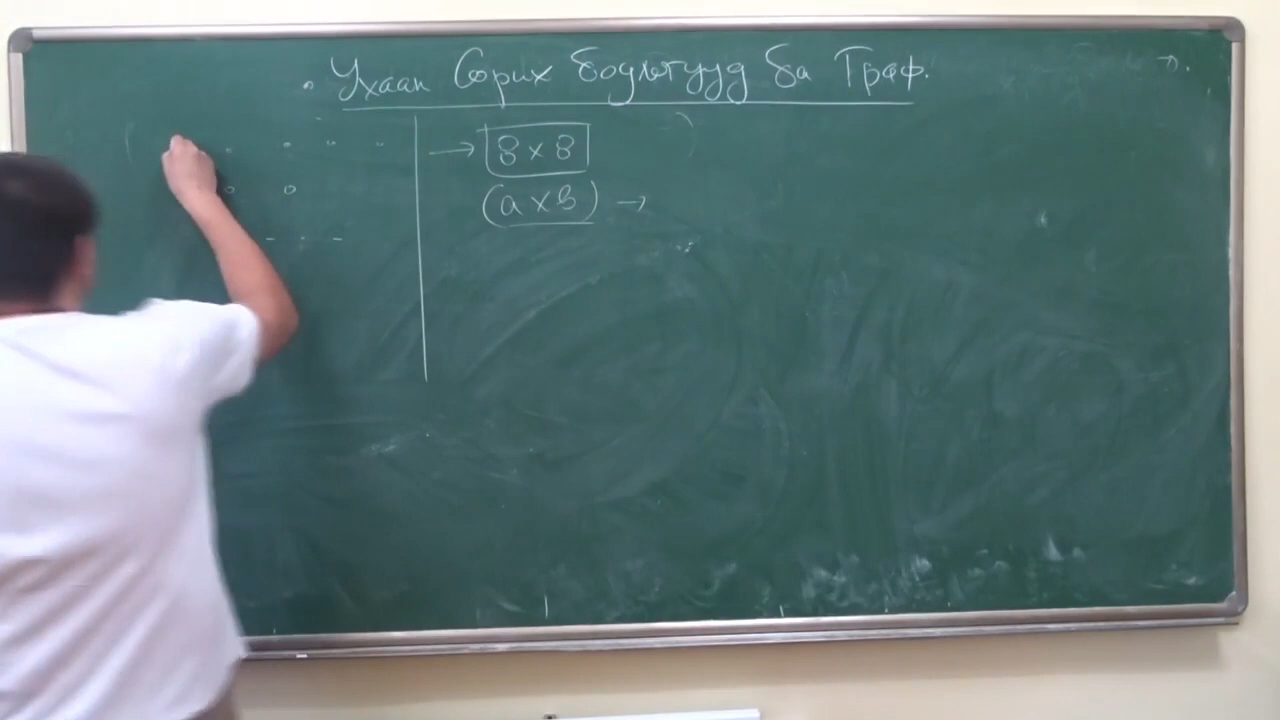 Ухаан Сорих бодлогууд ба Граф.
→ 8 x 8
(a x b) →